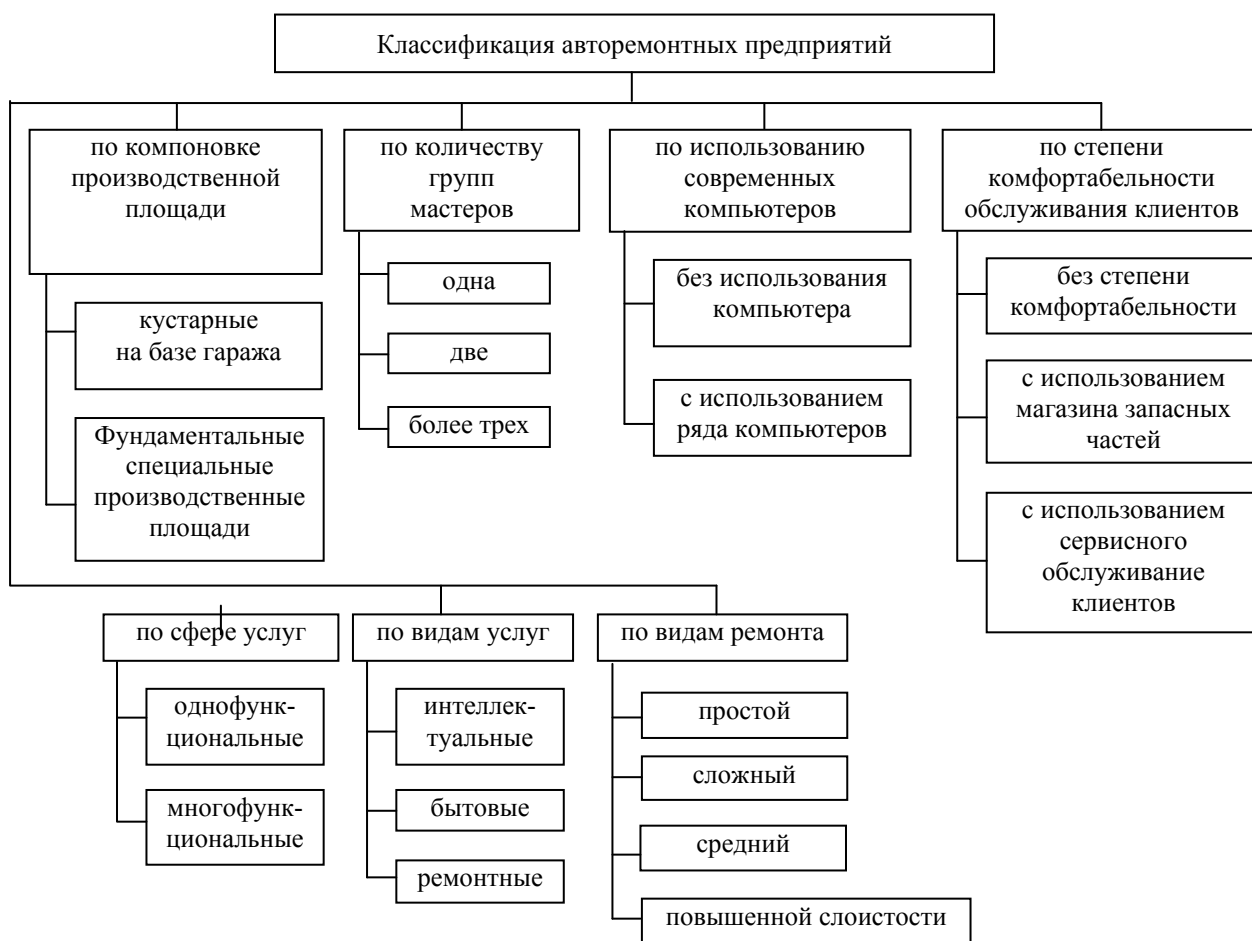 Классификация авторемонтных предприятий
по компоновке
производственной
площади
кустарные
на базе гаража
Фундаментальные
специальные
производственные
площади
по количеству
групп
мастеров
одна
две
более трех
по использованию
современных
компьютеров
без использования
компьютера
с использованием
ряда компьютеров
по степени
комфортабельности
обслуживания клиентов
без степени
комфортабельности
с использованием
магазина запасных
частей
с использованием
сервисного
обслуживание
клиентов
по сфере услуг
однофунк-
циональные
многофунк-
циональные
по видам услуг
интеллек-
туальные
бытовые
ремонтные
по видам ремонта
простой
сложный
средний
повышенной слоистости